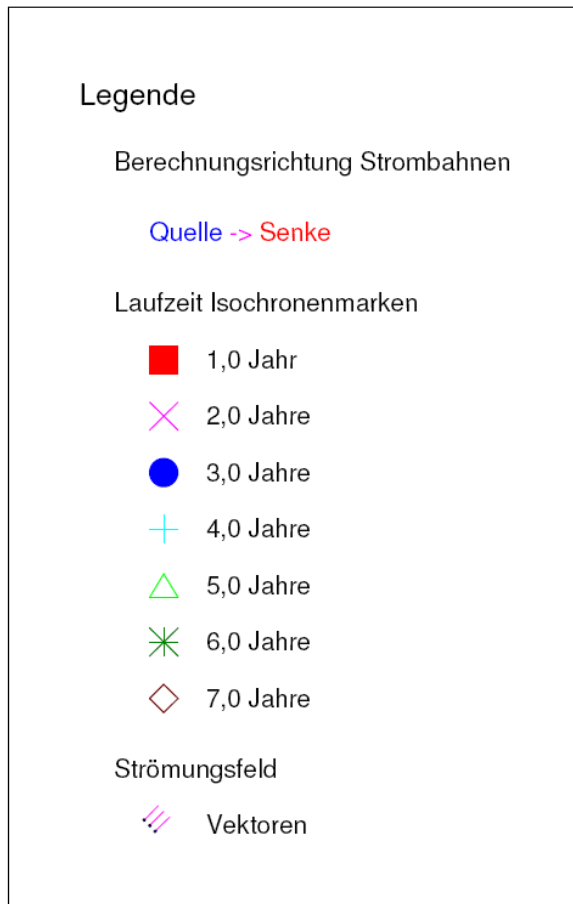 Legende
Berechnungsrichtung Strombahnen
Quelle -> Senke
Laufzeit Isochronenmarken
1,0 Jahr
2,0 Jahre
3,0 Jahre
4,0 Jahre
5,0 Jahre
6,0 Jahre
7,0 Jahre
Strömungsfeld
Vektoren